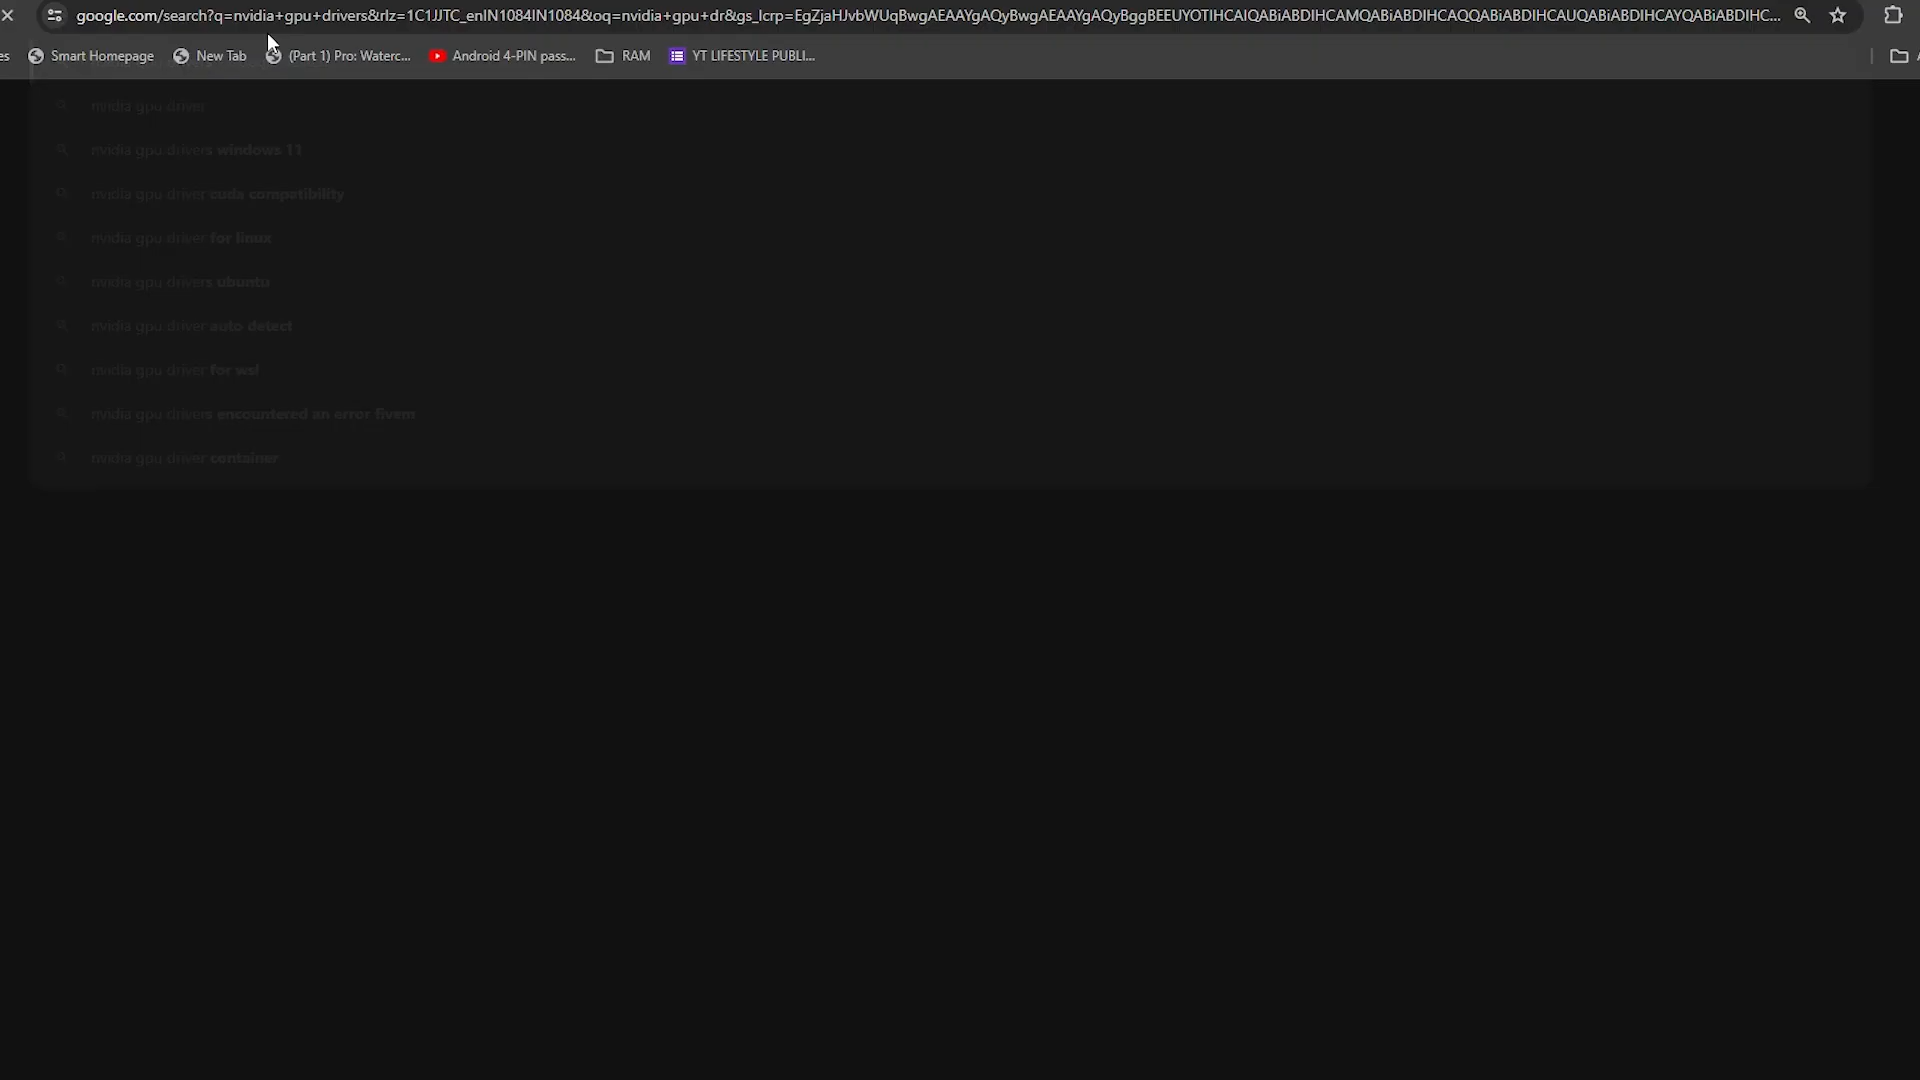 google.com/search?q=nvidia+gpu+drivers&rlz=1C1JJTC_enIN1084IN1084&oq=nvidia+gpu+dr&gs_lcrp=EgZjaHJvbWUqBwgAEAAYgAQyBwgAEAAYgAQyBggBEEUYOTIHCAIQABiABDIHCAMQABiABDIHCAQQABiABDIHCAUQABiABDIHCAYQABiABDIHC...
es Smart Homepage New Tab (Part 1) Pro: Waterc... Android 4-PIN pass... RAM YT LIFESTYLE PUBLI...
nvidia gpu driver
nvidia gpu drivers windows 11
nvidia gpu driver cuda compatibility
nvidia gpu driver for linux
nvidia gpu drivers ubuntu
nvidia gpu driver auto detect
nvidia gpu driver for wsl
nvidia gpu drivers encountered an error fivem
nvidia gpu driver container